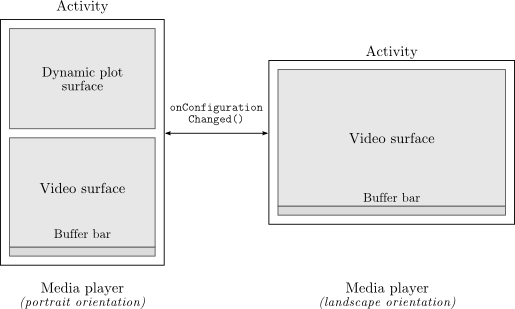 Activity
Dynamic plot
surface
Video surface
Buffer bar
Media player
(portrait orientation)
onConfiguration
Changed()
Activity
Video surface
Buffer bar
Media player
(landscape orientation)